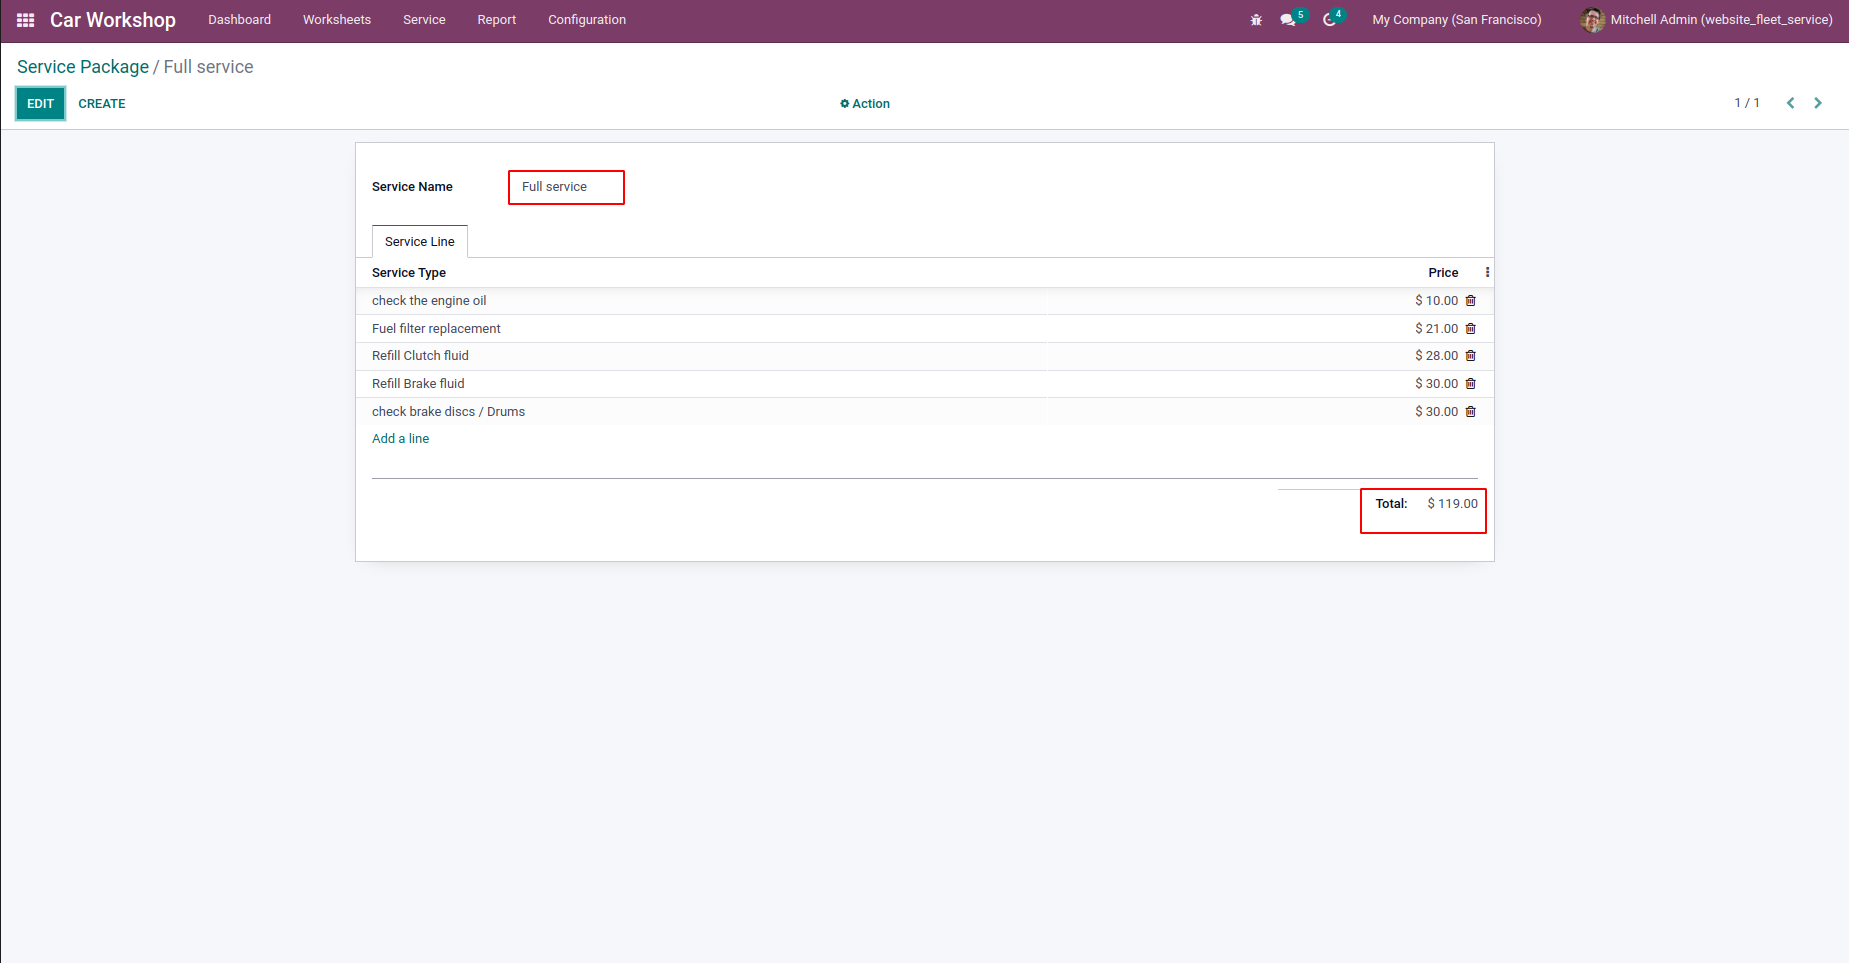 Car Workshop Dashboard Worksheets Service Report Configuration 5 4 My Company (San Francisco) Mitchell Admin (website_fleet_service)
Service Package / Full service
EDIT CREATE Action 1 / 1
Service Name Full service
Service Line
Service Type Price
check the engine oil $ 10.00
Fuel filter replacement $ 21.00
Refill Clutch fluid $ 28.00
Refill Brake fluid $ 30.00
check brake discs / Drums $ 30.00
Add a line
Total: $ 119.00